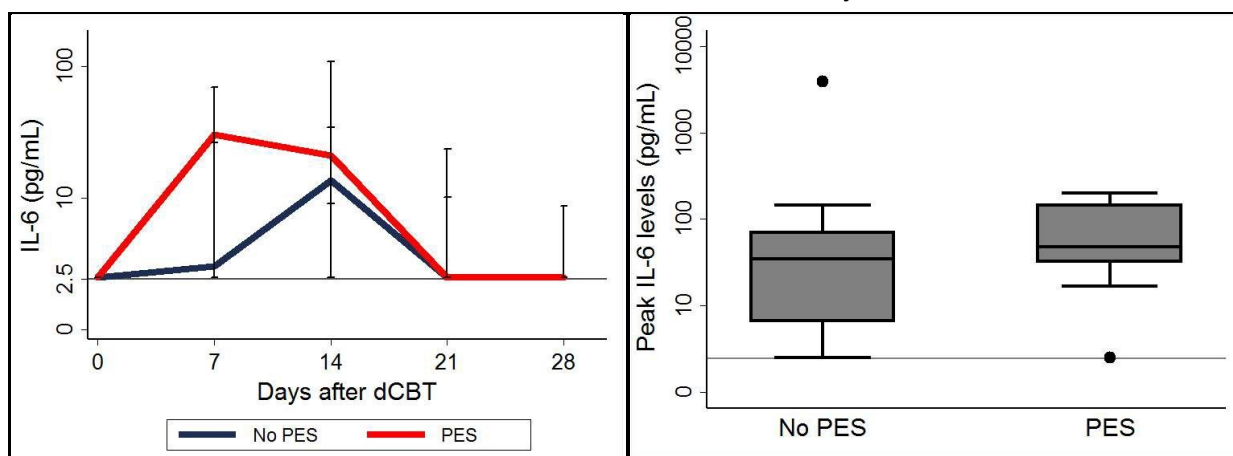 100
10
2.5
0
IL-6 (pg/mL)
0 7 14 21 28
Days after dCBT
No PES PES
10000
1000
100
10
0
Peak IL-6 levels (pg/mL)
No PES PES